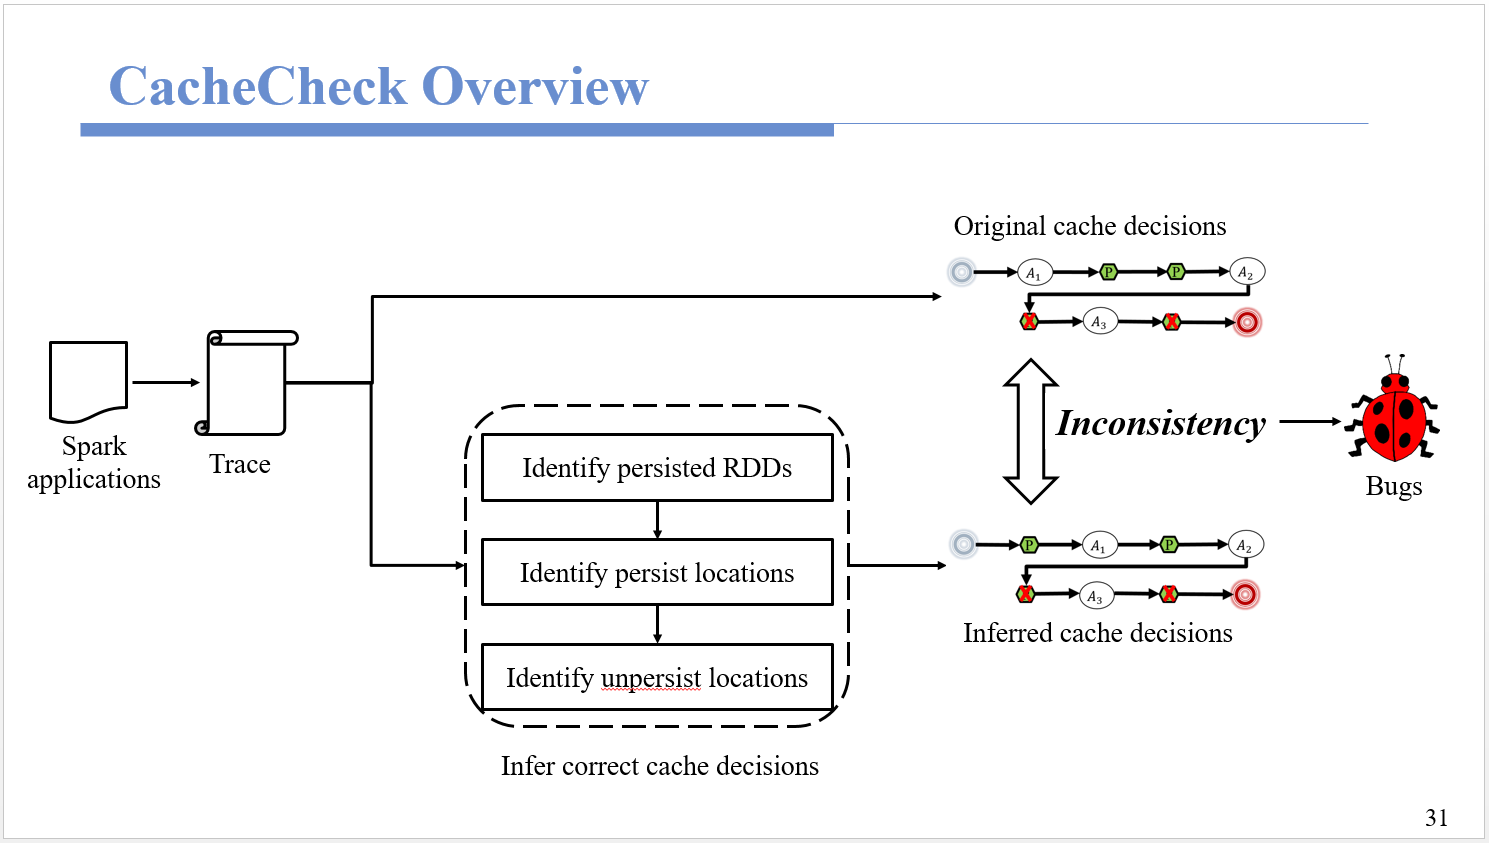 CacheCheck Overview
Original cache decisions
A1 P P A2
A3
Spark
applications
Trace
Identify persisted RDDs
Identify persist locations
Identify unpersist locations
Infer correct cache decisions
Inconsistency
Bugs
P A1 P A2
A3
Inferred cache decisions
31